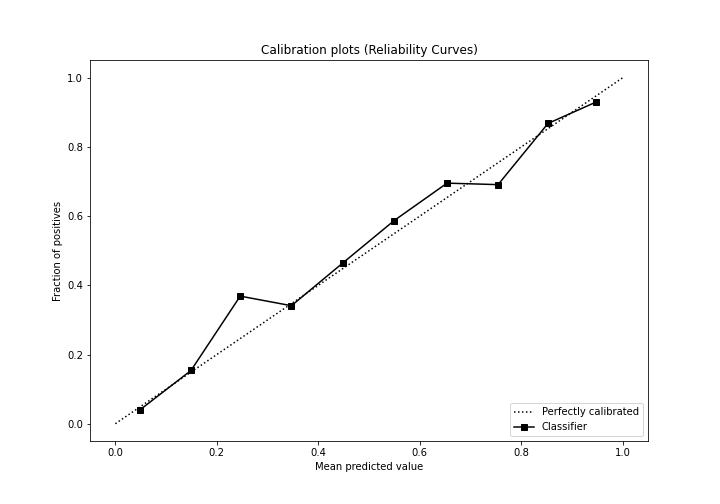 Calibration plots (Reliability Curves)
Fraction of positives
1.0
0.8
0.6
0.4
0.2
0.0
0.0 0.2 0.4 0.6 0.8 1.0
Mean predicted value
Perfectly calibrated
Classifier